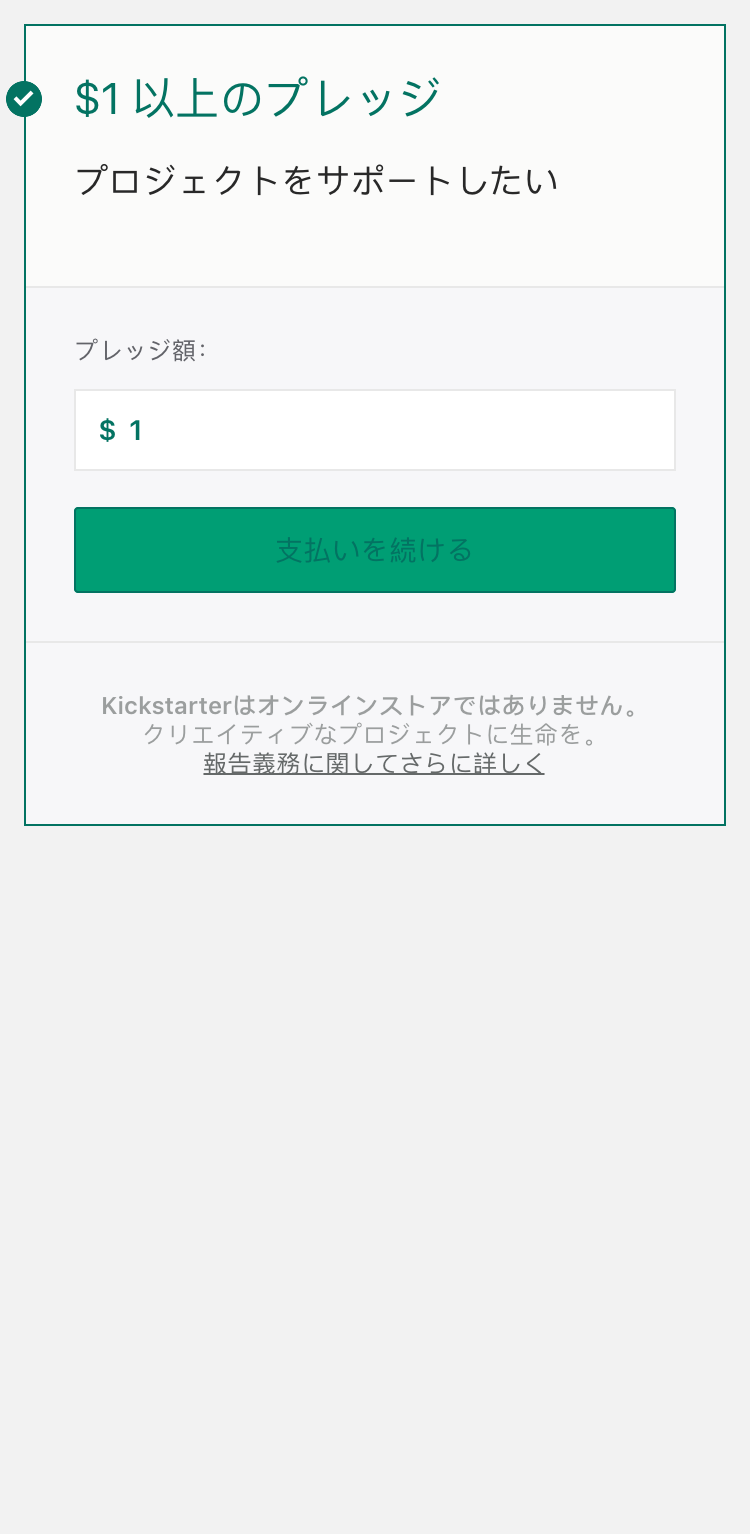 $1 以上のプレッジ
プロジェクトをサポートしたい
プレッジ額:
$ 1
支払いを続ける
Kickstarterはオンラインストアではありません。
クリエイティブなプロジェクトに生命を。
報告義務に関してさらに詳しく